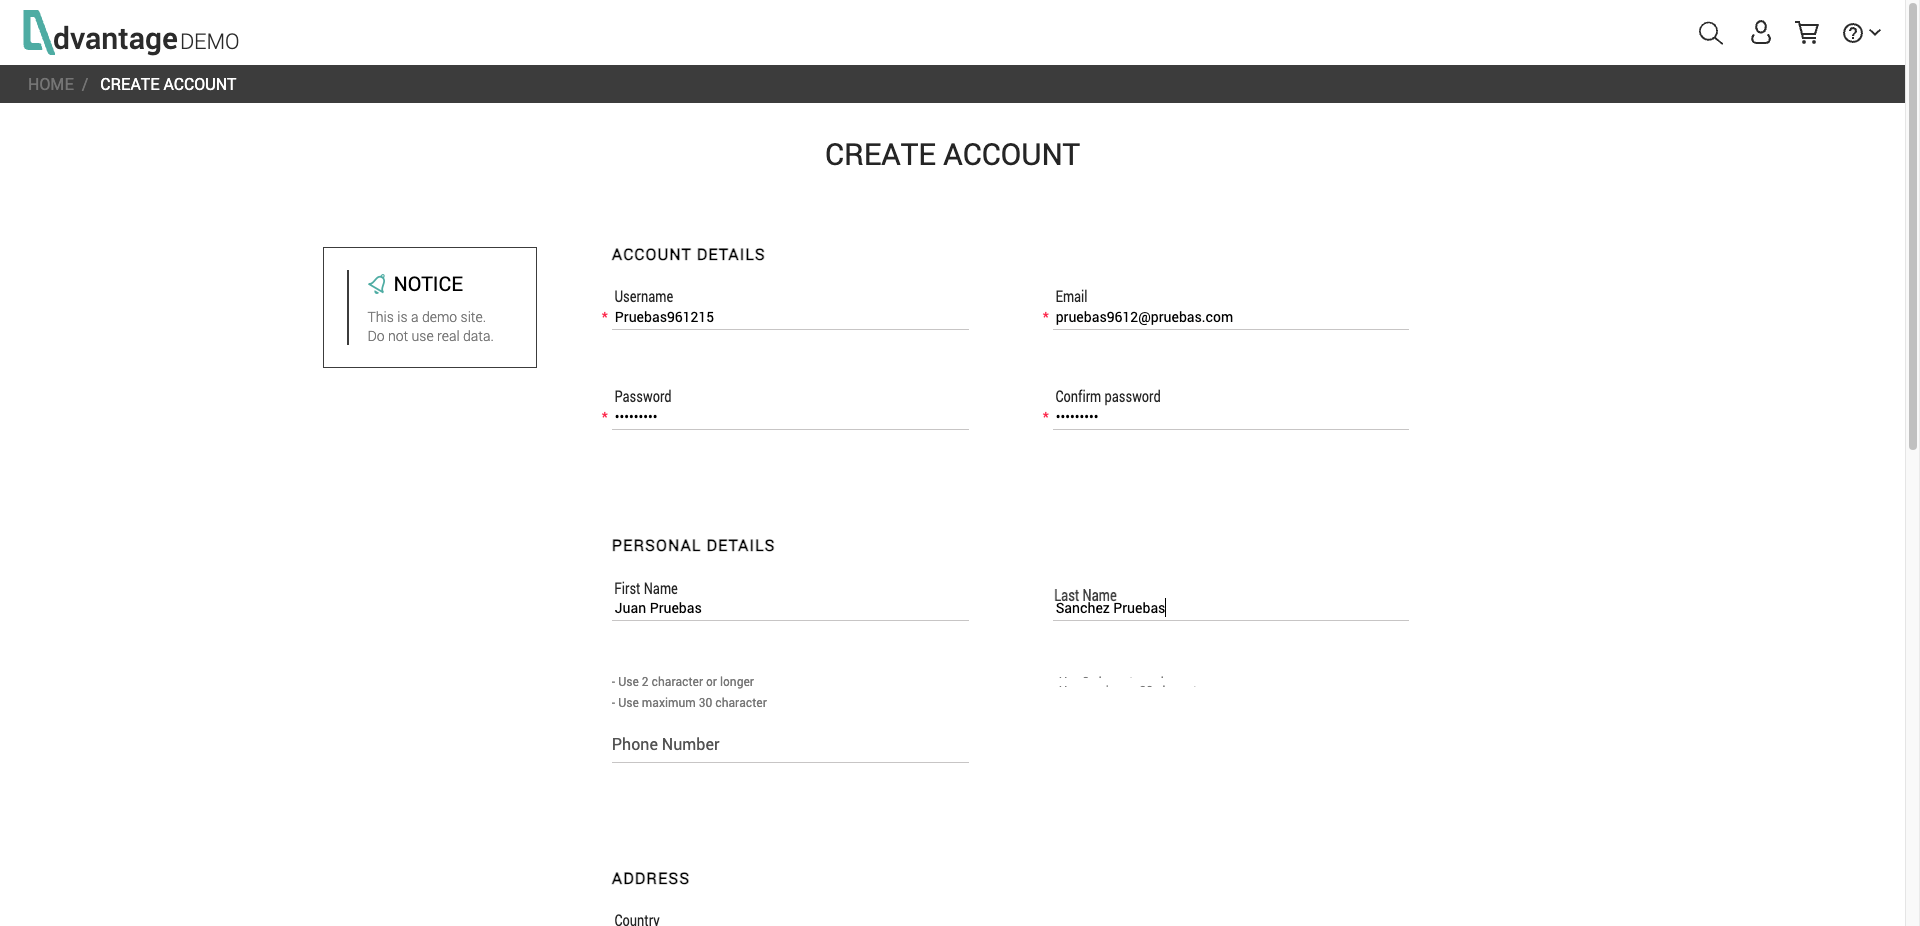 dvantage DEMO
HOME / CREATE ACCOUNT
CREATE ACCOUNT
NOTICE
This is a demo site.
Do not use real data.
ACCOUNT DETAILS
Username
* Pruebas961215
Email
* pruebas9612@pruebas.com
Password
* •••••••••
Confirm password
* •••••••••
PERSONAL DETAILS
First Name
Juan Pruebas
Last Name
Sanchez Pruebas
- Use 2 character or longer
- Use maximum 30 character
Phone Number
ADDRESS
Country